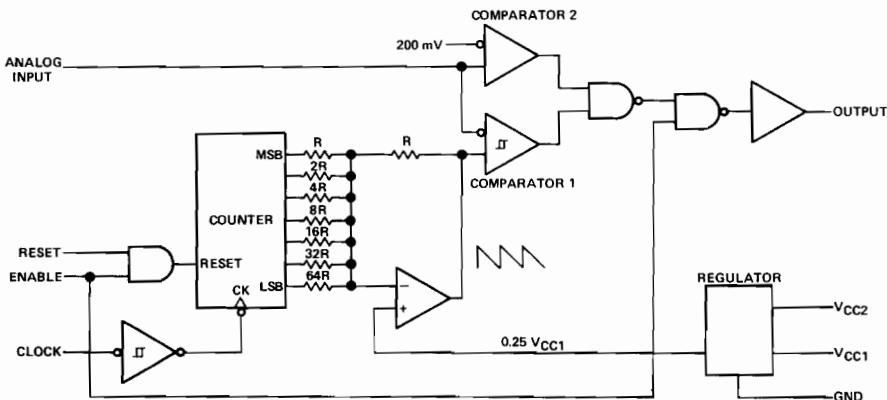 COMPARATOR 2
200 mV
ANALOG
INPUT
OUTPUT
R
R
MSB
2R
4R
COMPARATOR 1
8R
COUNTER
16R
RESET
32R
RESET
REGULATOR
ENABLE
64R
LSB
CK
−
+
VCC2
0.25 VCC1
CLOCK
VCC1
GND